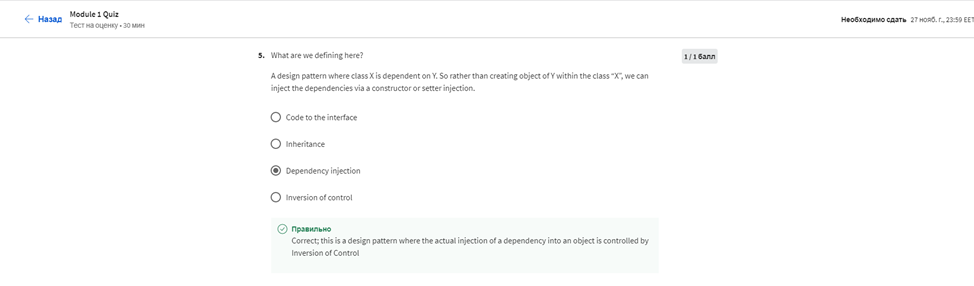 Назад
Module 1 Quiz
Тест на оценку • 30 мин
Необходимо сдать 27 нояб. г., 23:59 EET
5. What are we defining here?
1 / 1 балл
A design pattern where class X is dependent on Y. So rather than creating object of Y within the class “X”, we can
inject the dependencies via a constructor or setter injection.
Code to the interface
Inheritance
Dependency injection
Inversion of control
Правильно
Correct; this is a design pattern where the actual injection of a dependency into an object is controlled by
Inversion of Control